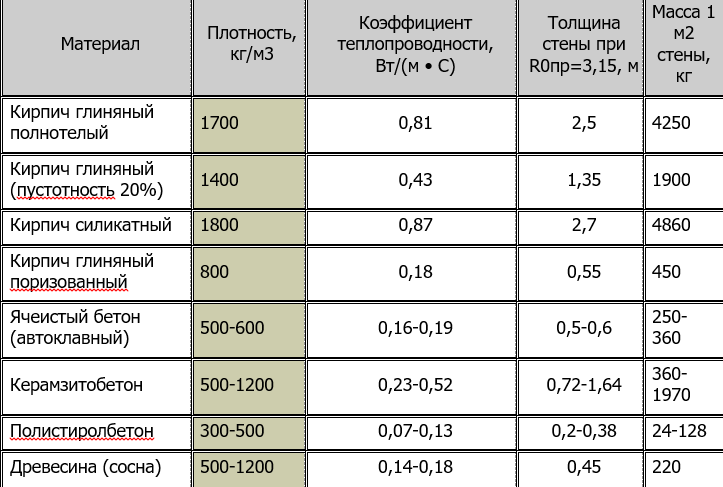 Материал
Плотность,
кг/м3
Коэффициент
теплопроводности,
Вт/(м • С)
Толщина
стены при
R0пр=3,15, м
Масса 1
м2
стены,
кг
Кирпич глиняный
полнотелый
1700
0,81
2,5
4250
Кирпич глиняный
(пустотность 20%)
1400
0,43
1,35
1900
Кирпич силикатный
1800
0,87
2,7
4860
Кирпич глиняный
поризованный
800
0,18
0,55
450
Ячеистый бетон
(автоклавный)
500-600
0,16-0,19
0,5-0,6
250-
360
Керамзитобетон
500-1200
0,23-0,52
0,72-1,64
360-
1970
Полистиролбетон
300-500
0,07-0,13
0,2-0,38
24-128
Древесина (сосна)
500-1200
0,14-0,18
0,45
220